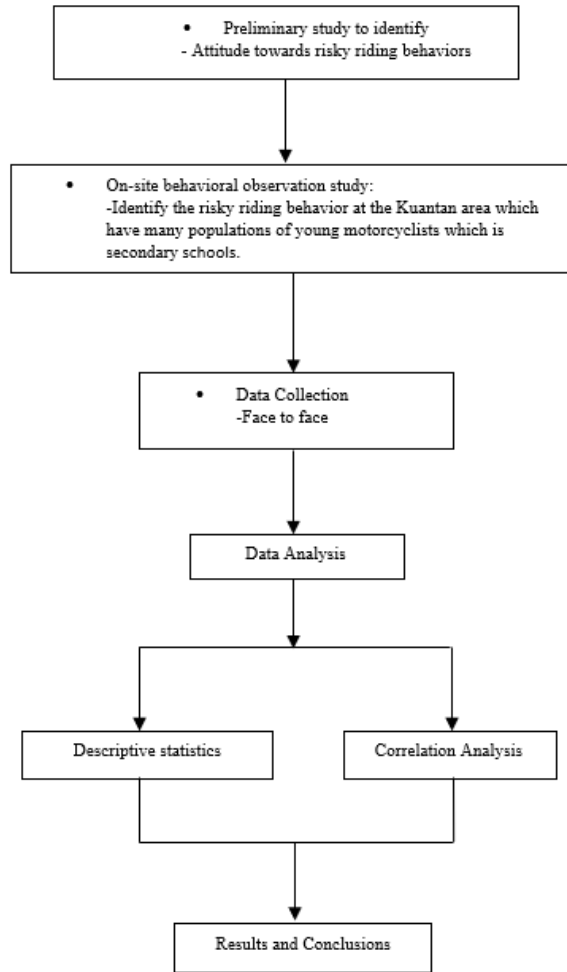 • Preliminary study to identify
- Attitude towards risky riding behaviors
• On-site behavioral observation study:
-Identify the risky riding behavior at the Kuantan area which
have many populations of young motorcyclists which is
secondary schools.
• Data Collection
-Face to face
Data Analysis
Descriptive statistics
Correlation Analysis
Results and Conclusions